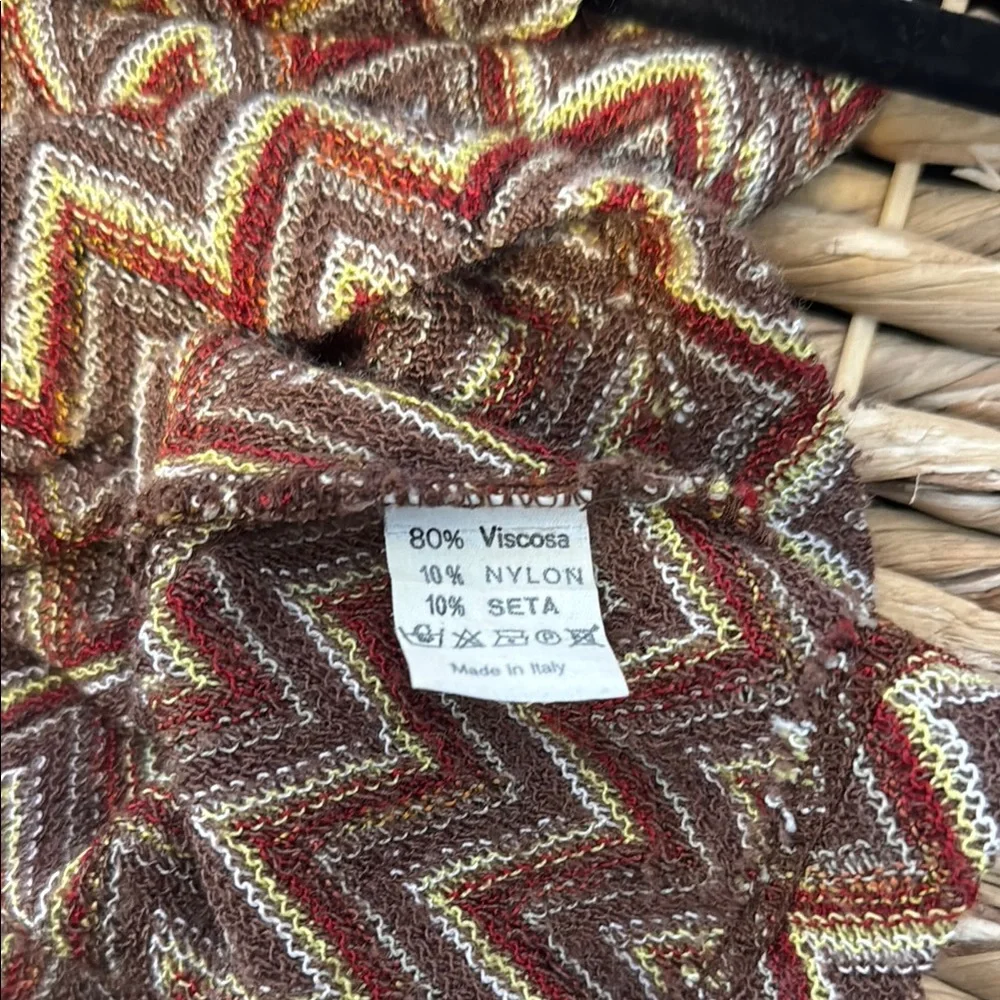 80% Viscosa
10% NYLON
10% SETA
Made in Italy